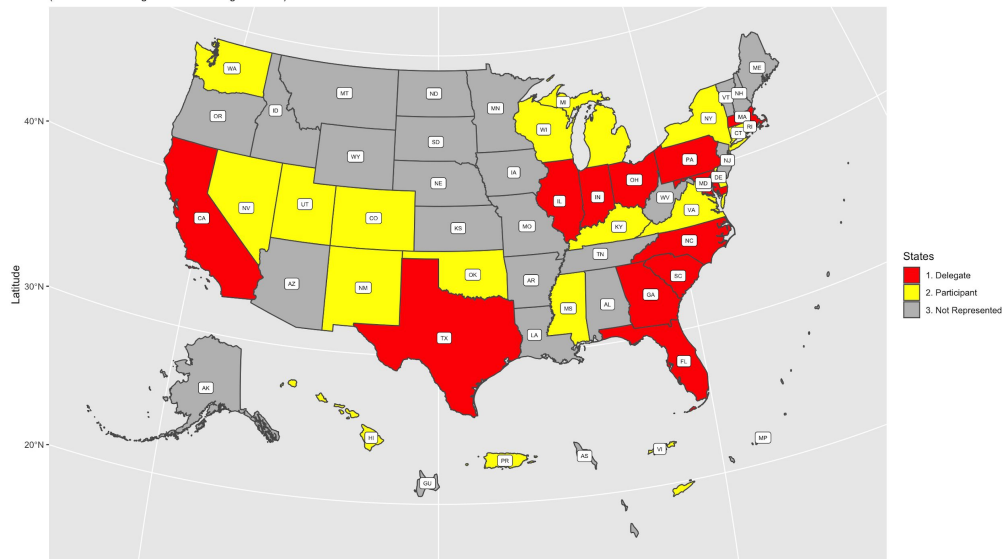 WA
MT
ND
MN
ME
VT
NH
OR
ID
SD
WI
MI
NY
MA
RI
CT
40°N
WY
IA
PA
NJ
NE
OH
MD
DE
IL
IN
WV
CA
NV
UT
CO
KS
MO
KY
VA
TN
NC
OK
AR
SC
AZ
NM
MS
AL
GA
30°N
TX
LA
FL
AK
HI
20°N
PR
AS
VI
MP
GU
Latitude
States
1. Delegate
2. Participant
3. Not Represented